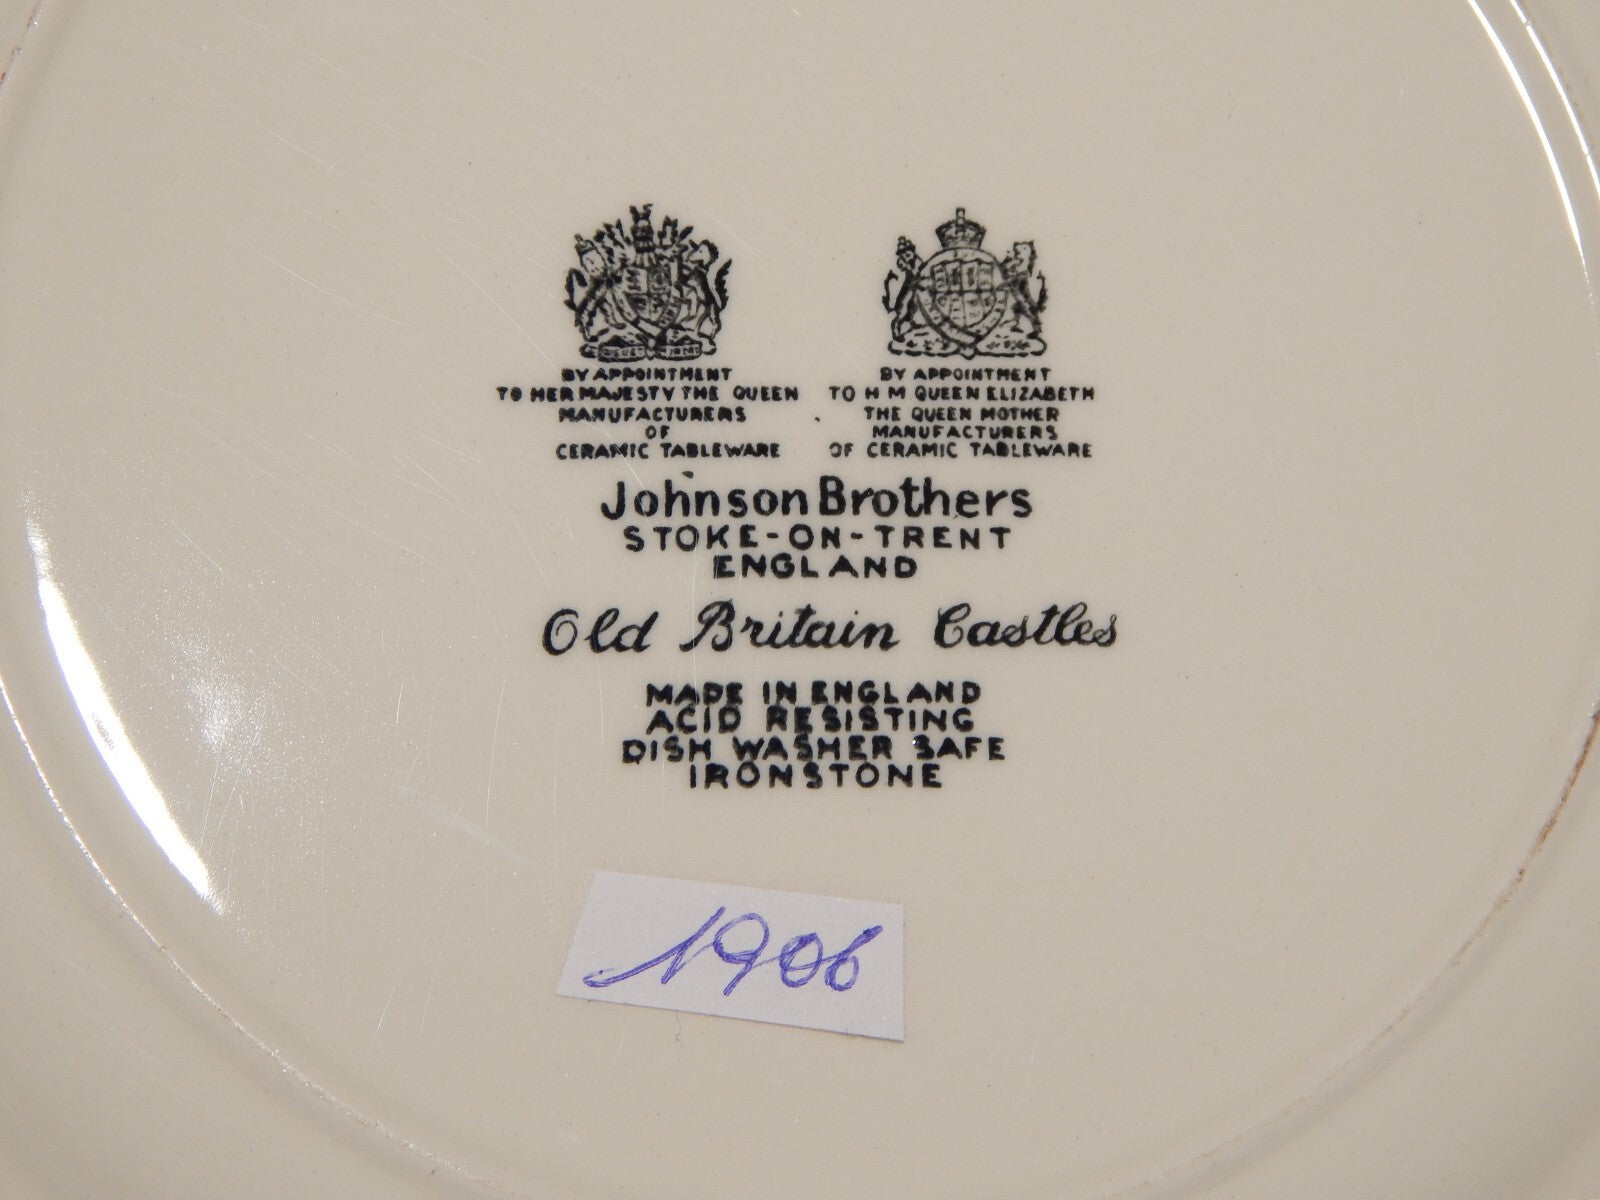 BY APPOINTMENT
TO HER MAJESTY THE QUEEN
MANUFACTURERS
OF
CERAMIC TABLEWARE
BY APPOINTMENT
TO H M QUEEN ELIZABETH
THE QUEEN MOTHER
MANUFACTURERS
OF CERAMIC TABLEWARE
Johnson Brothers
STOKE-ON-TRENT
ENGLAND
Old Britain Castles
MADE IN ENGLAND
ACID RESISTING
DISH WASHER SAFE
IRONSTONE
1906